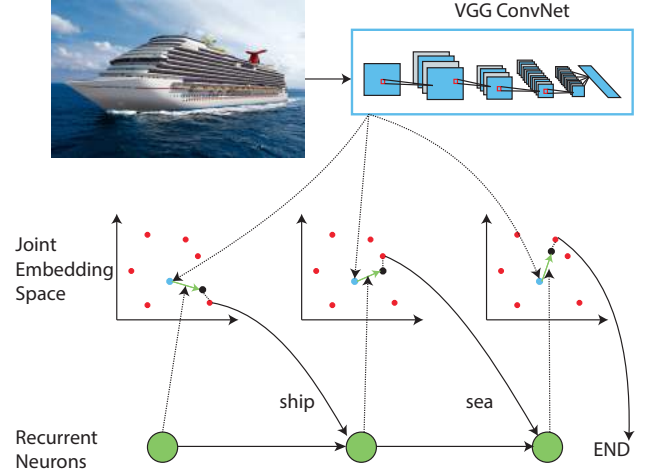 VGG ConvNet
Joint
Embedding
Space
ship
sea
Recurrent
Neurons
END